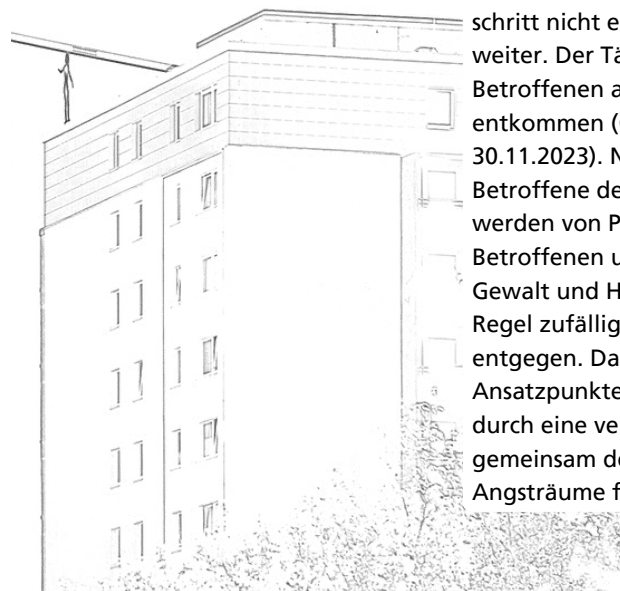 schritt nicht e
weiter. Der Tä
Betroffenen a
entkommen (
30.11.2023). N
Betroffene de
werden von P
Betroffenen u
Gewalt und H
Regel zufällig
entgegen. Da
Ansatzpunkte
durch eine ve
gemeinsam de
Angsträume f